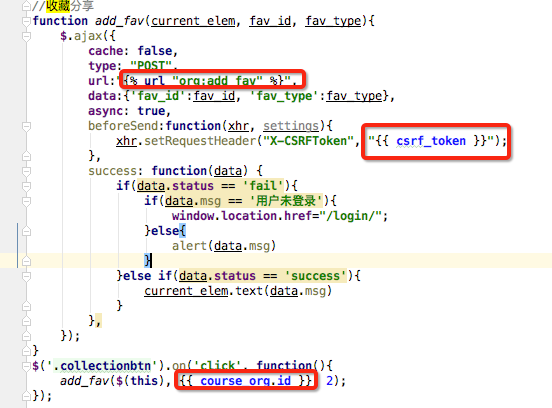 //收藏分享
function add_fav(current_elem, fav_id, fav_type){
$.ajax({
cache: false,
type: "POST",
url:"{% url "org:add_fav" %}",
data:{'fav_id':fav_id, 'fav_type':fav_type},
async: true,
beforeSend:function(xhr, settings){
xhr.setRequestHeader("X-CSRFToken", "{{ csrf_token }}");
},
success: function(data) {
if(data.status == 'fail'){
if(data.msg == '用户未登录'){
window.location.href="/login/";
}else{
alert(data.msg)
}
}else if(data.status == 'success'){
current_elem.text(data.msg)
}
},
});
}
$('.collectionbtn').on('click', function(){
add_fav($(this), {{ course_org.id }}, 2);
});